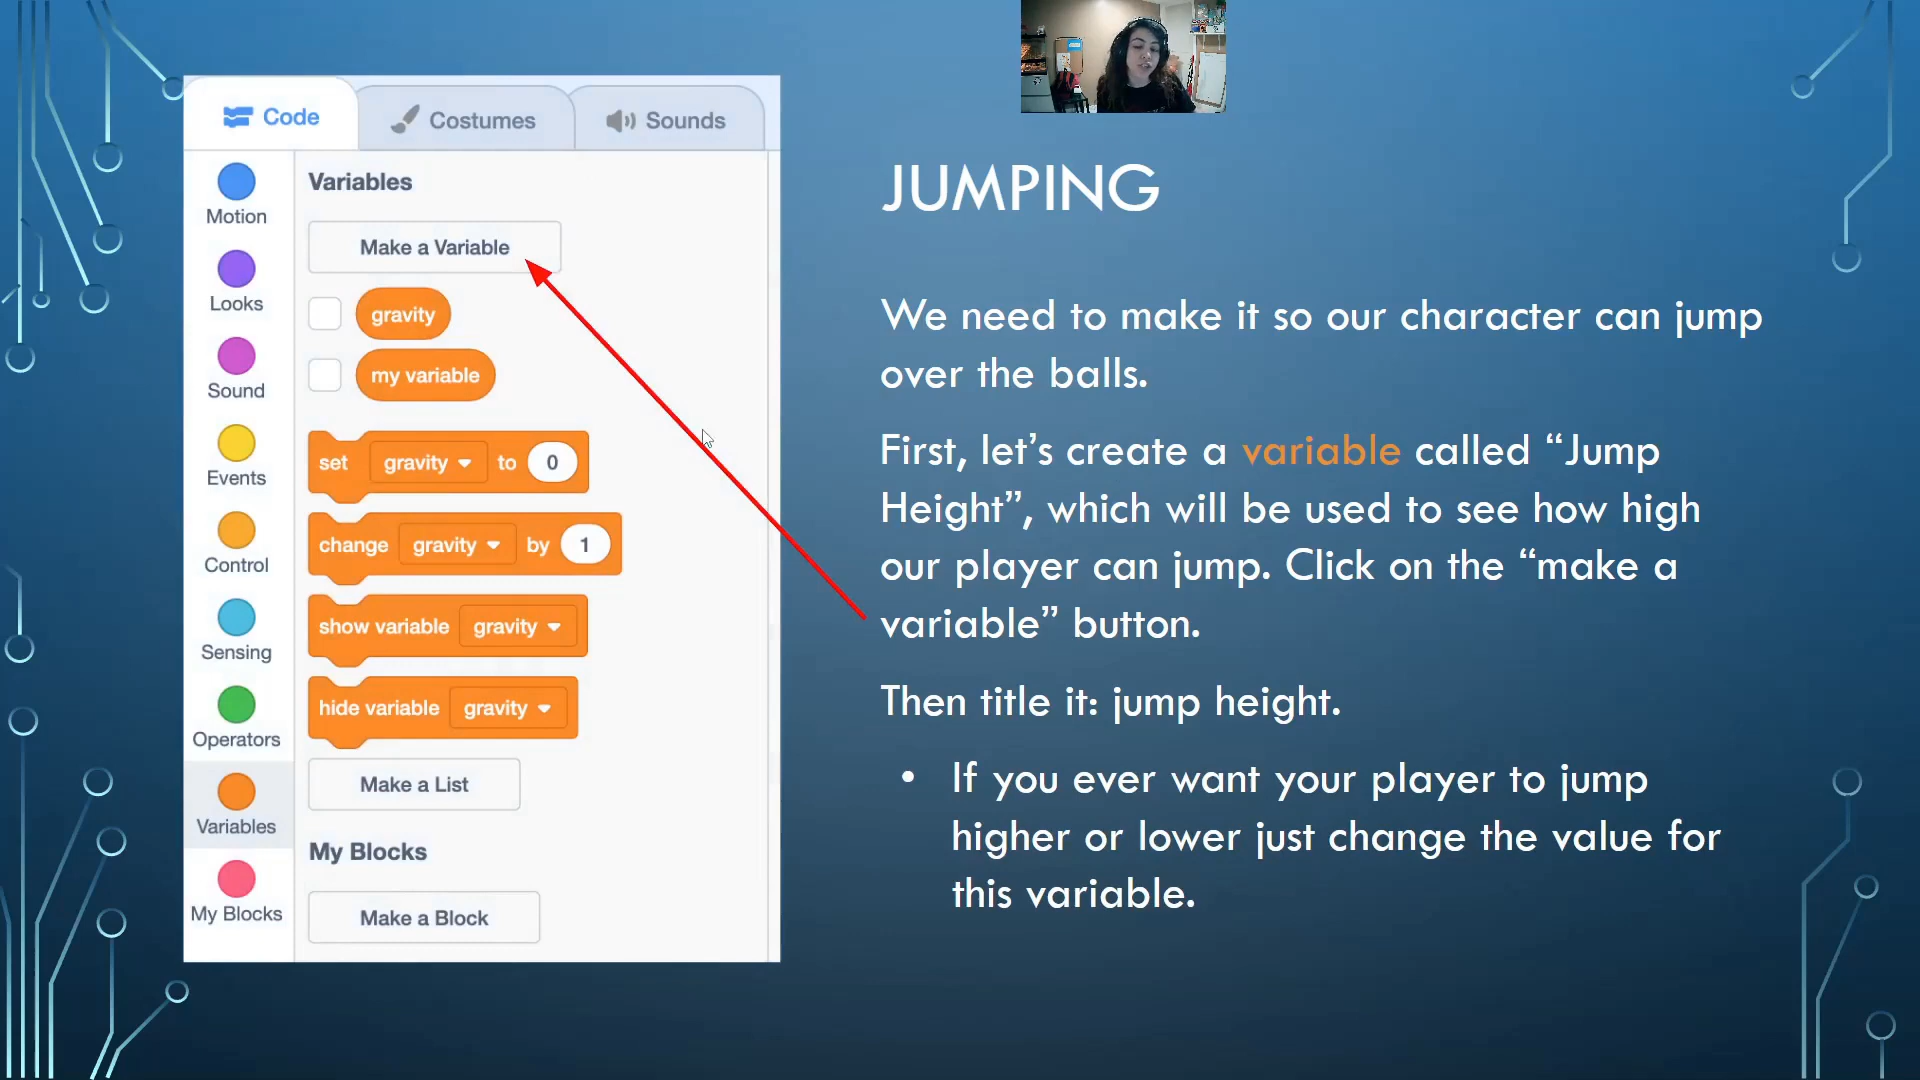 Code
Costumes
Sounds
Motion
Looks
Sound
Events
Control
Sensing
Operators
Variables
My Blocks
Variables
Make a Variable
gravity
my variable
set gravity to 0
change gravity by 1
show variable gravity
hide variable gravity
Make a List
My Blocks
Make a Block
JUMPING
We need to make it so our character can jump
over the balls.
First, let’s create a variable called “Jump
Height”, which will be used to see how high
our player can jump. Click on the “make a
variable” button.
Then title it: jump height.
• If you ever want your player to jump
higher or lower just change the value for
this variable.